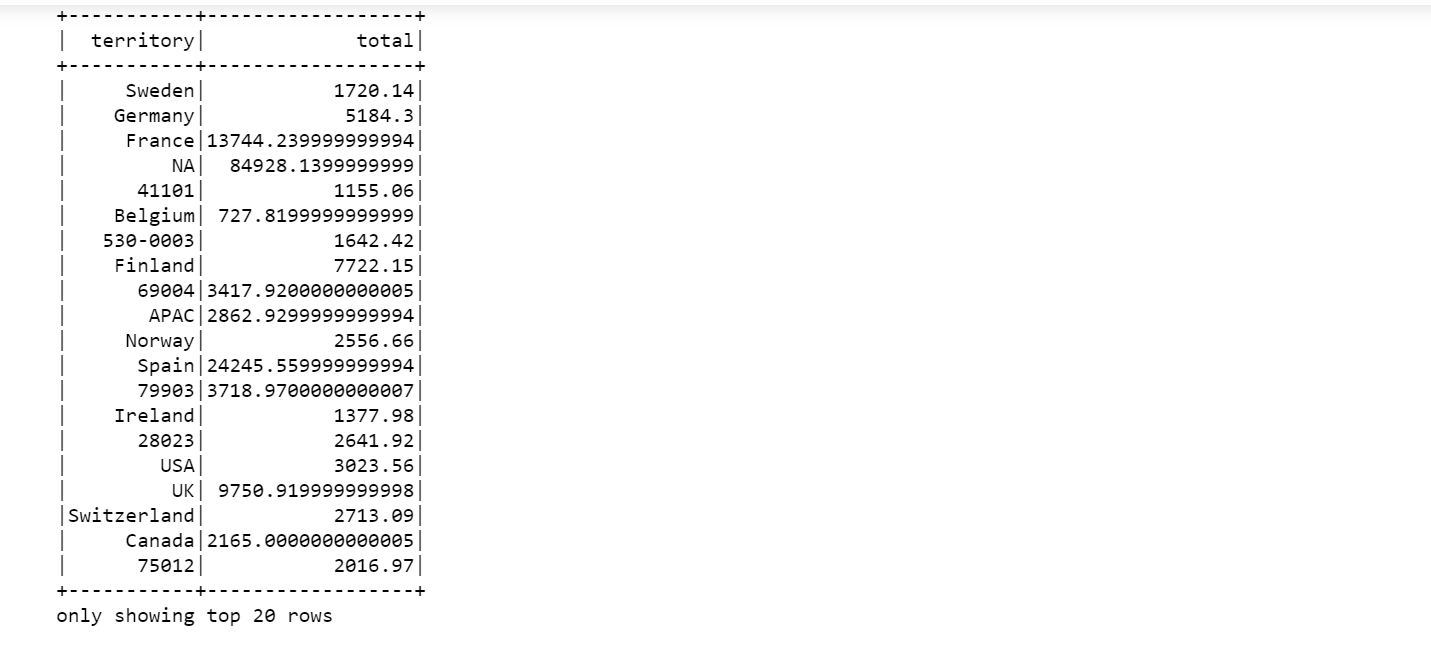 +-----------+------------------+
|  territory|             total|
+-----------+------------------+
|     Sweden|           1720.14|
|    Germany|            5184.3|
|     France|13744.239999999994|
|         NA|  84928.1399999999|
|      41101|           1155.06|
|    Belgium| 727.8199999999999|
|   530-0003|           1642.42|
|    Finland|           7722.15|
|      69004|3417.9200000000005|
|       APAC|2862.9299999999994|
|     Norway|           2556.66|
|      Spain|24245.559999999994|
|      79903|3718.9700000000007|
|    Ireland|           1377.98|
|      28023|           2641.92|
|        USA|           3023.56|
|         UK| 9750.919999999998|
|Switzerland|           2713.09|
|     Canada|2165.0000000000005|
|      75012|           2016.97|
+-----------+------------------+
only showing top 20 rows